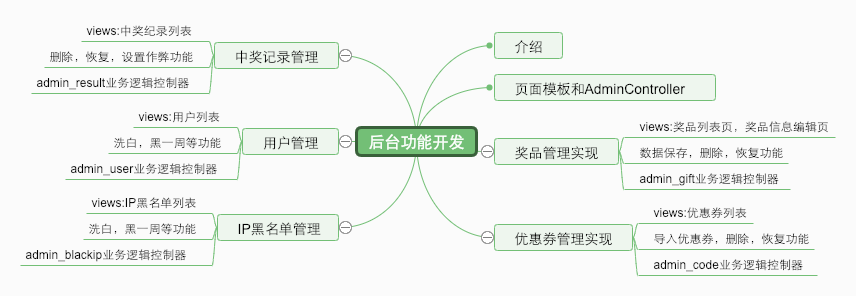 后台功能开发
介绍
页面模板和AdminController
奖品管理实现
views:奖品列表页，奖品信息编辑页
数据保存，删除，恢复功能
admin_gift业务逻辑控制器
优惠券管理实现
views:优惠券列表
导入优惠券，删除，恢复功能
admin_code业务逻辑控制器
中奖记录管理
views:中奖纪录列表
删除，恢复，设置作弊功能
admin_result业务逻辑控制器
用户管理
views:用户列表
洗白，黑一周等功能
admin_user业务逻辑控制器
IP黑名单管理
views:IP黑名单列表
洗白，黑一周等功能
admin_blackip业务逻辑控制器